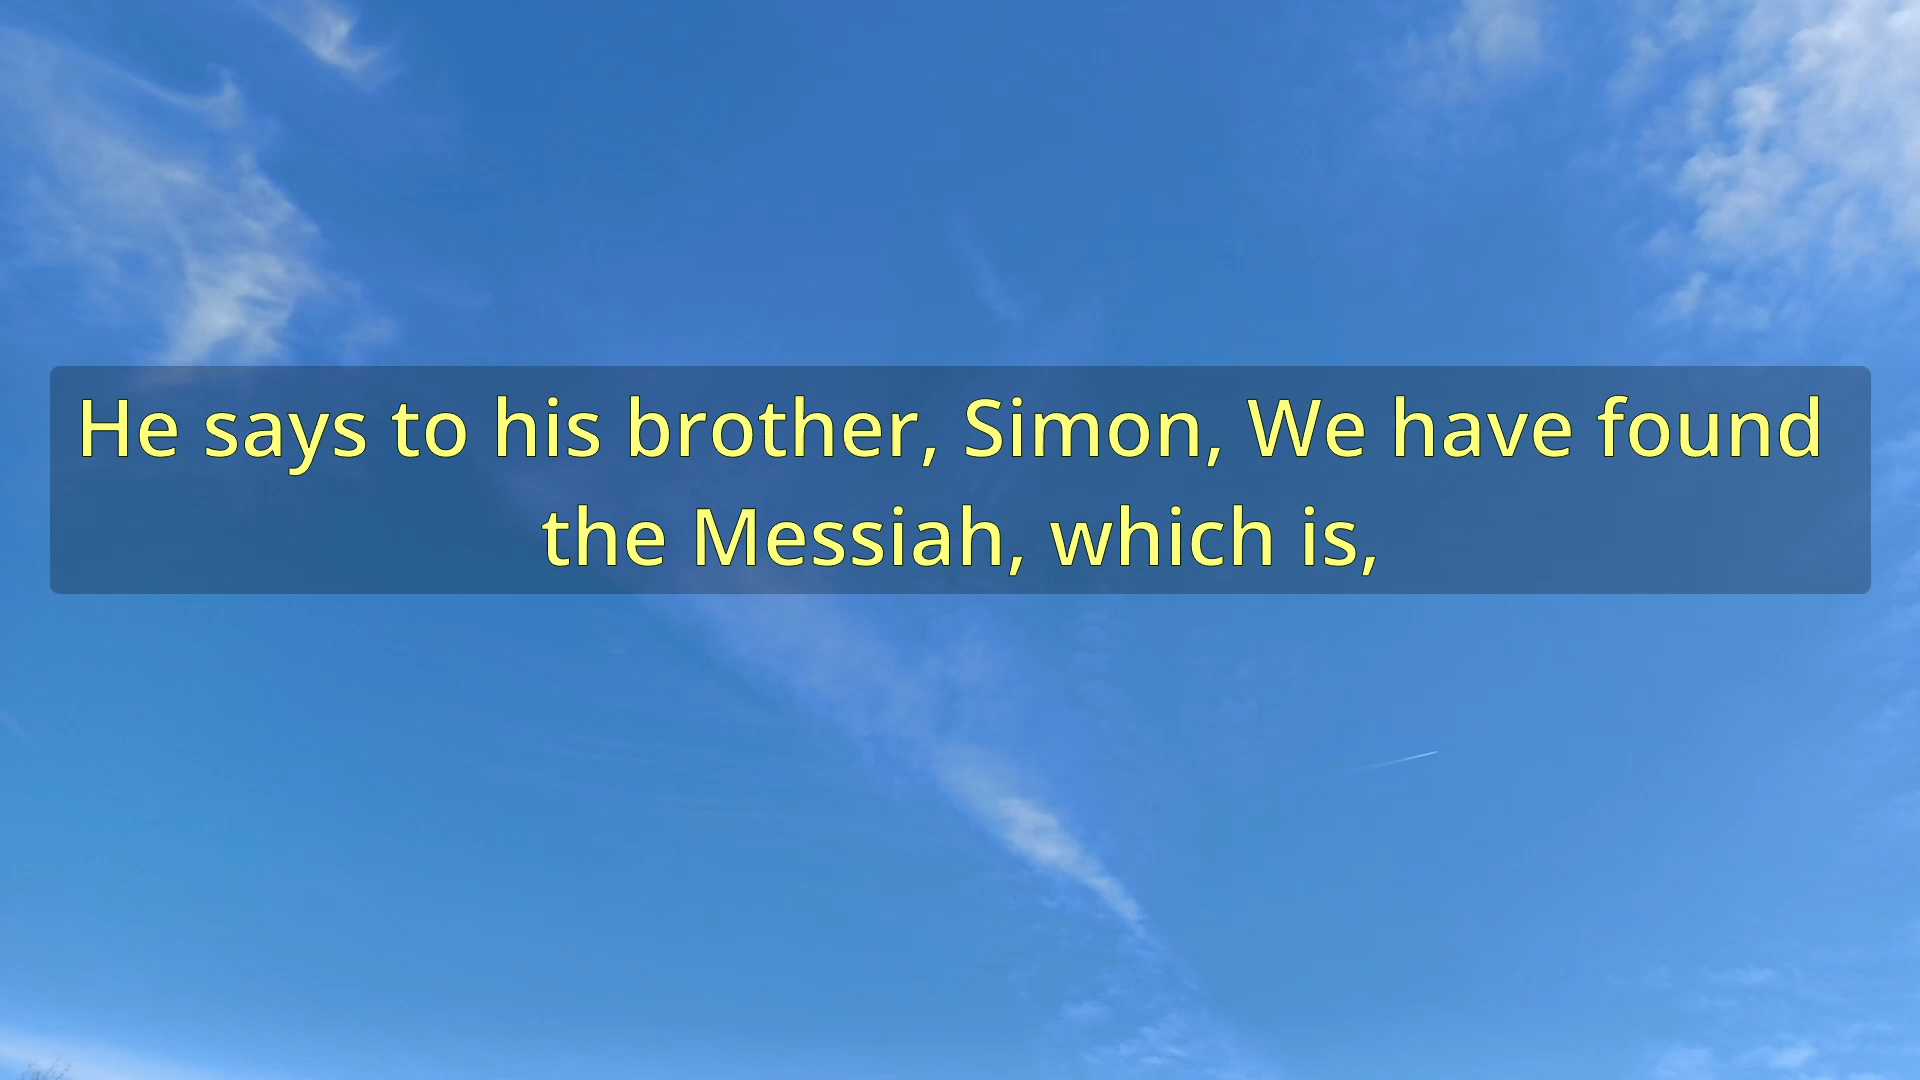 He says to his brother, Simon, We have found
the Messiah, which is,